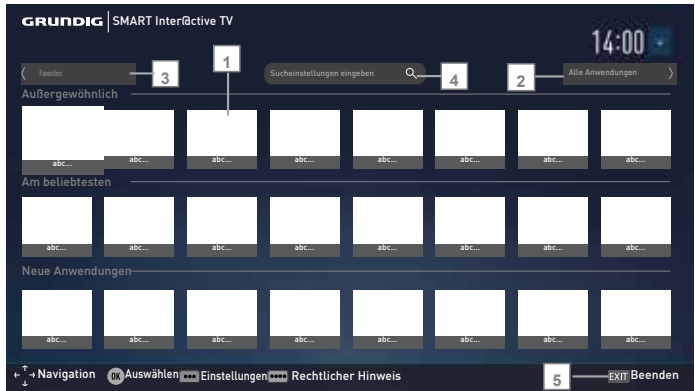 GRUNDIG SMART Inter@ctive TV
14:00
Favorites 3 1 Sucheinstellungen eingeben 4 2 Alle Anwendungen
Außergewöhnlich
abc... abc... abc... abc... abc... abc... abc... abc...
Am beliebtesten
abc... abc... abc... abc... abc... abc... abc... abc...
Neue Anwendungen
abc... abc... abc... abc... abc... abc... abc... abc...
Navigation OK Auswählen Einstellungen Rechtlicher Hinweis 5 EXIT Beenden